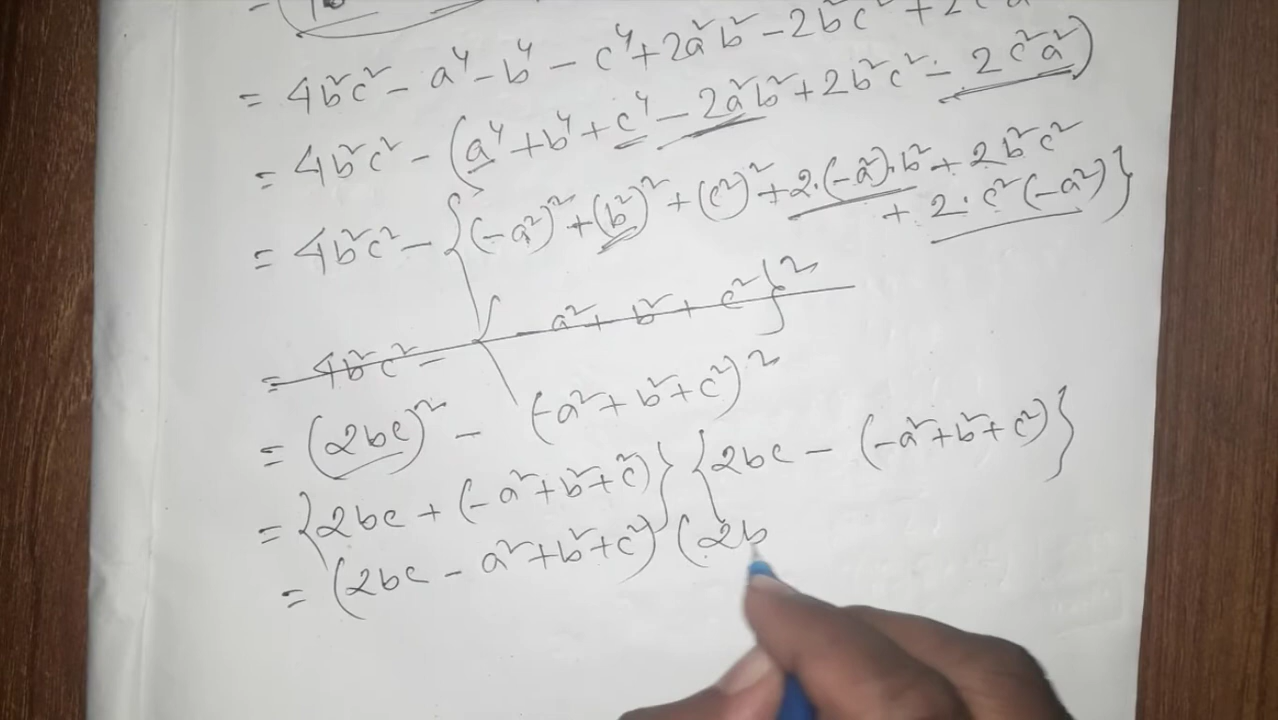 = 4b²c² - a⁴ - b⁴ - c⁴ + 2a²b² - 2b²c² + 2c²a²
= 4b²c² - (a⁴ + b⁴ + c⁴ - 2a²b² + 2b²c² - 2c²a²)
= 4b²c² - {(-a²)² + (b²)² + (c²)² + 2·(-a²)·b² + 2b²c²
+ 2·c²(-a²)}
= 4b²c² - {-a² + b² + c²}²
= (2bc)² - (-a² + b² + c²)²
= {2bc + (-a² + b² + c²)} {2bc - (-a² + b² + c²)}
= (2bc - a² + b² + c²) (2b